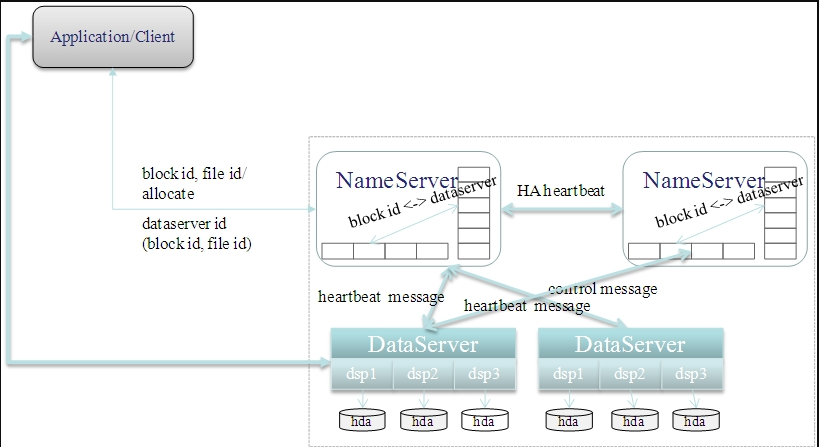 Application/Client
block id, file id/
allocate
dataserver id
(block id, file id)
NameServer
block id <-> dataserver
HA heartbeat
NameServer
block id <-> dataserver
heartbeat message
control message
heartbeat message
DataServer
dsp1 dsp2 dsp3
hda hda hda
DataServer
dsp1 dsp2 dsp3
hda hda hda